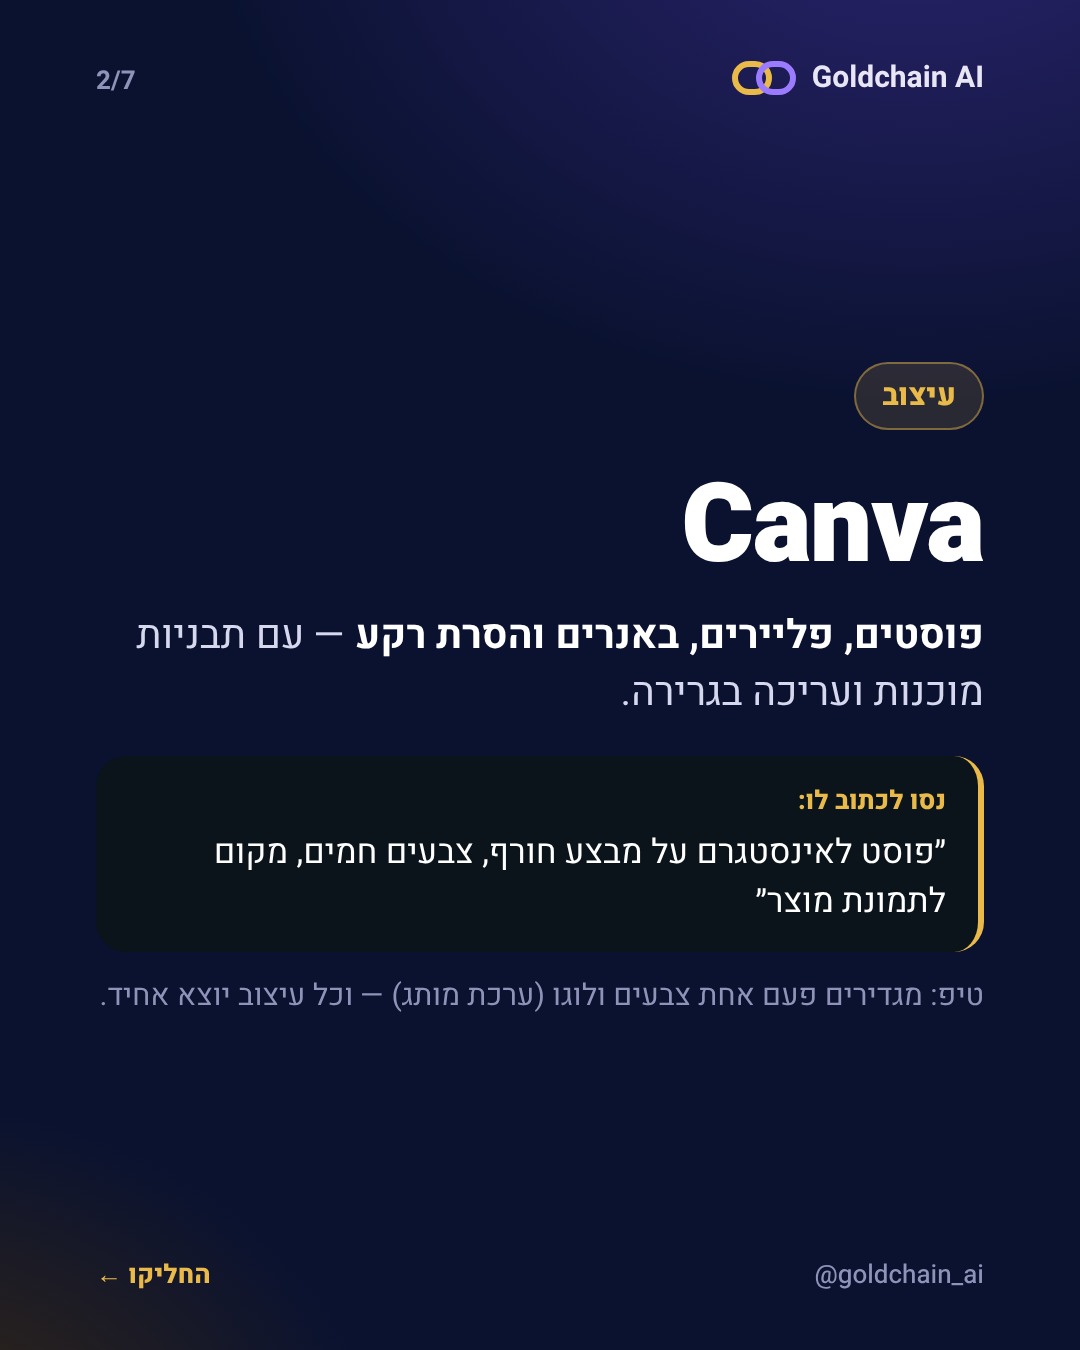 Goldchain AI
2/7
עיצוב
Canva
פוסטים, פליירים, באנרים והסרת רקע – עם תבניות
מוכנות ועריכה בגרירה.
נסו לכתוב לו:
״פוסט לאינסטגרם על מבצע חורף, צבעים חמים, מקום
לתמונת מוצר״
טיפ: מגדירים פעם אחת צבעים ולוגו (ערכת מותג) – וכל עיצוב יוצא אחיד.
@goldchain_ai
החליקו ←